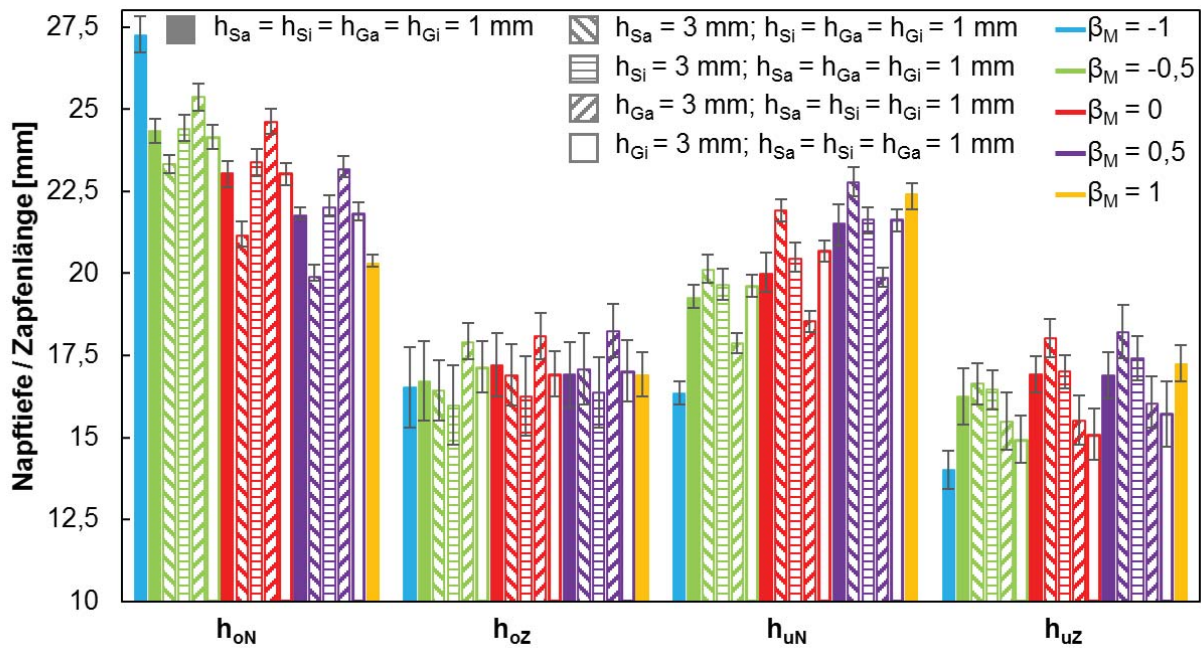 Napftiefe / Zapfenlänge [mm]
27,5
25
22,5
20
17,5
15
12,5
10
h_Sa = h_Si = h_Ga = h_Gi = 1 mm
h_Sa = 3 mm; h_Si = h_Ga = h_Gi = 1 mm
h_Si = 3 mm; h_Sa = h_Ga = h_Gi = 1 mm
h_Ga = 3 mm; h_Sa = h_Si = h_Gi = 1 mm
h_Gi = 3 mm; h_Sa = h_Si = h_Ga = 1 mm
β_M = -1
β_M = -0,5
β_M = 0
β_M = 0,5
β_M = 1
h_oN
h_oZ
h_uN
h_uZ